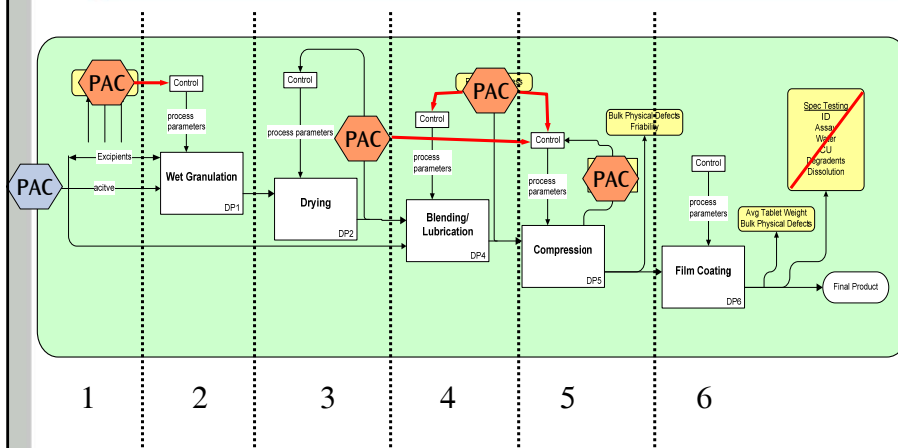 PAC
PAC
Control
process
parameters
Excipients
acitve
Wet Granulation
DP1
Control
process parameters
PAC
Drying
DP2
PAC
Control
process
parameters
Blending/
Lubrication
DP4
Bulk Physical Defects
Friability
Control
process
parameters
PAC
Compression
DP5
Control
process
parameters
Film Coating
DP6
Avg Tablet Weight
Bulk Physical Defects
Spec Testing
ID
Assay
Water
CU
Degradents
Dissolution
Final Product
1 2 3 4 5 6